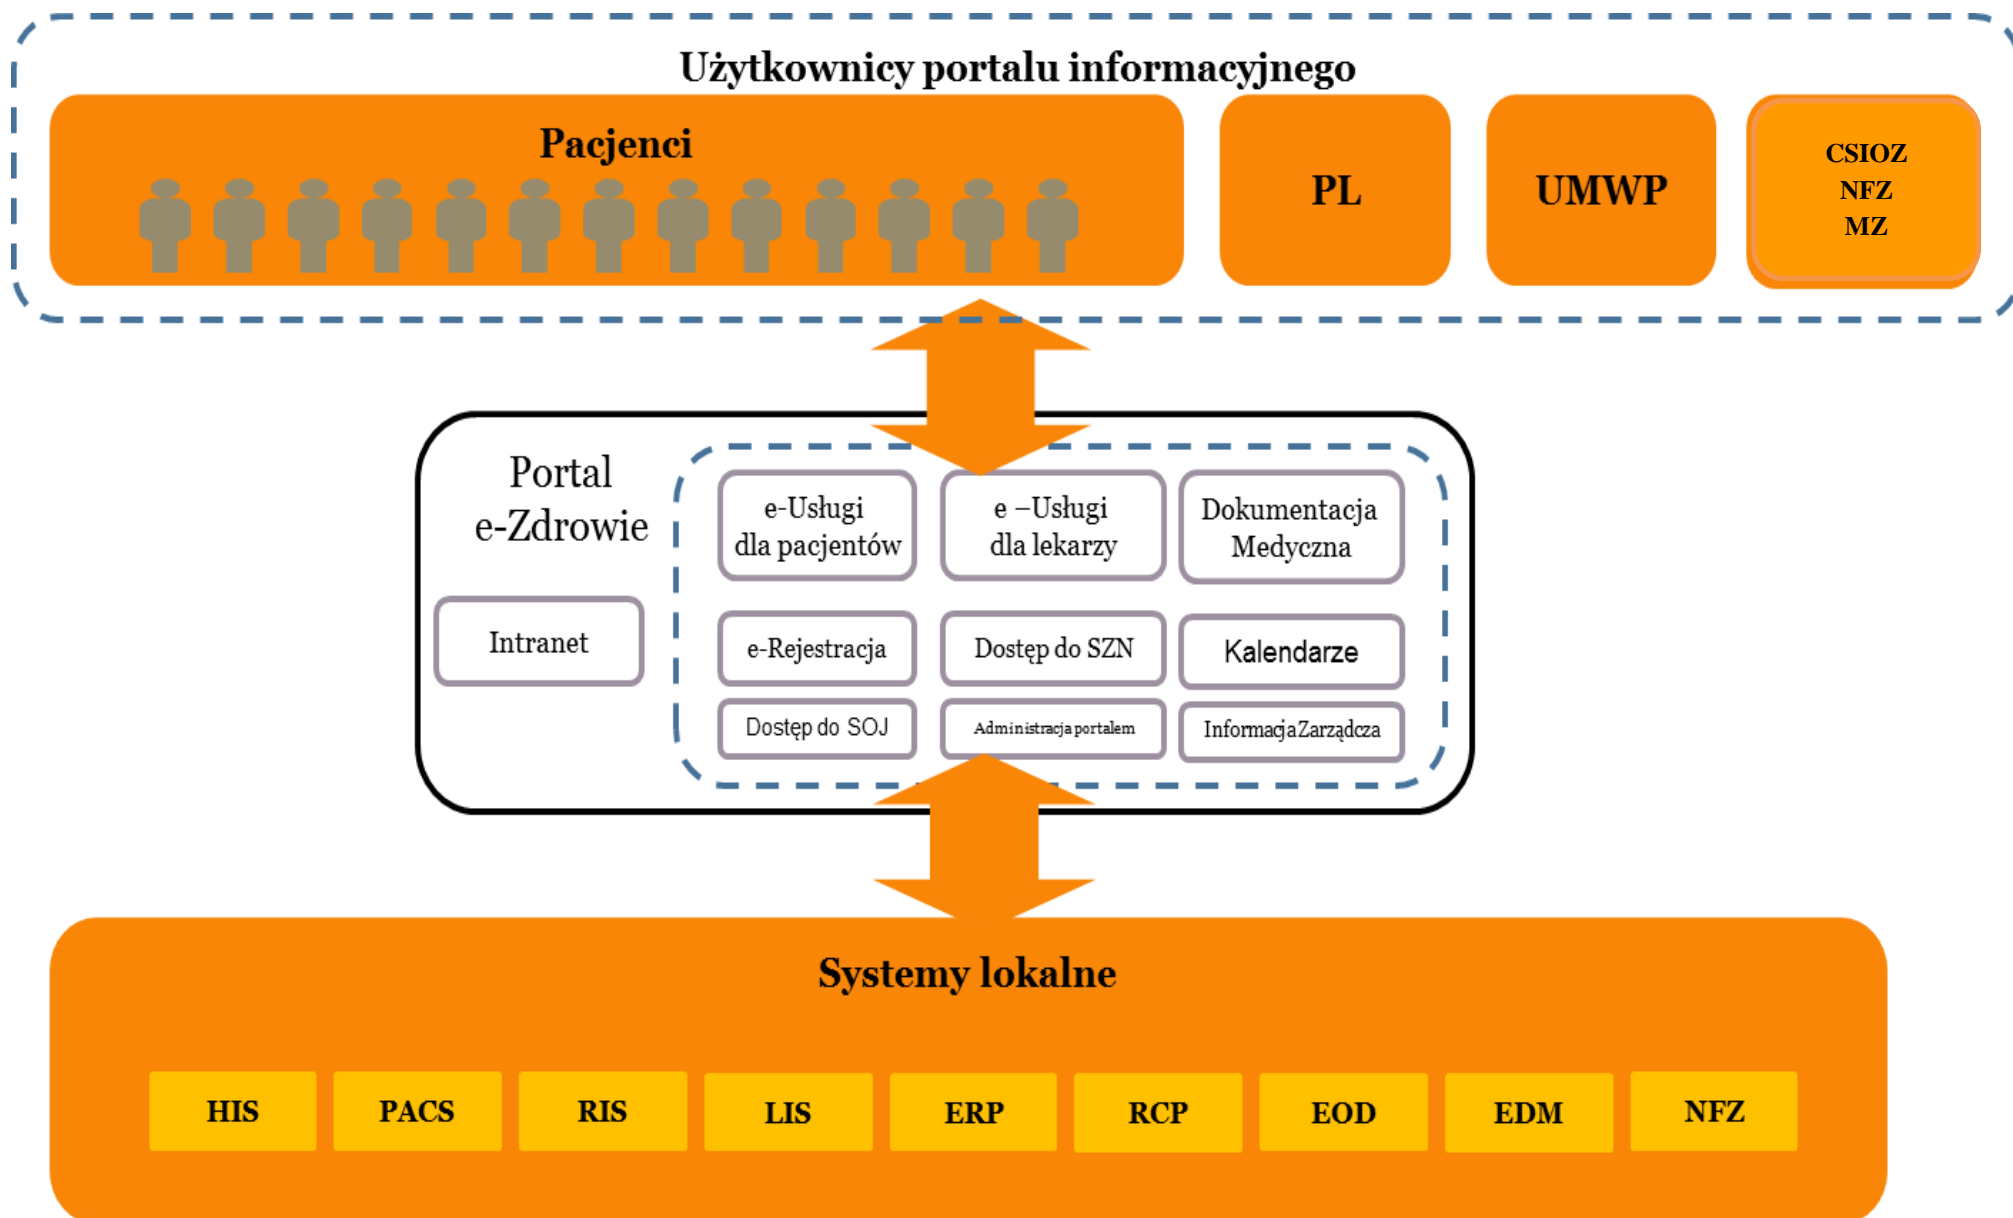 Użytkownicy portalu informacyjnego
Pacjenci
PL
UMWP
CSIOZ
NFZ
MZ
Portal
e-Zdrowie
Intranet
e-Usługi
dla pacjentów
e –Usługi
dla lekarzy
Dokumentacja
Medyczna
e-Rejestracja
Dostęp do SZN
Kalendarze
Dostęp do SOJ
Administracja portalem
Informacja Zarządcza
Systemy lokalne
HIS
PACS
RIS
LIS
ERP
RCP
EOD
EDM
NFZ